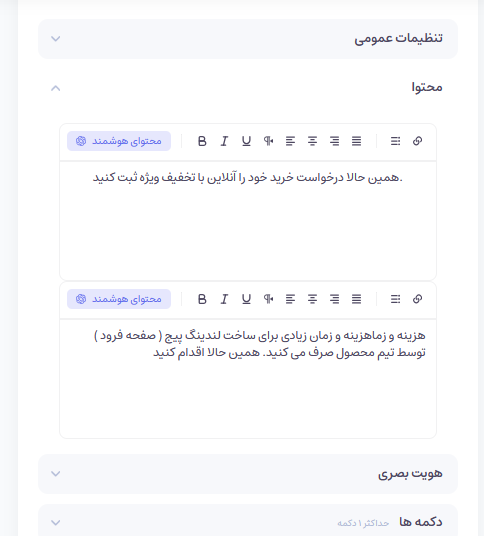 تنظیمات عمومی
محتوا
محتوای هوشمند
.همین حالا درخواست خرید خود را آنلاین با تخفیف ویژه ثبت کنید
محتوای هوشمند
هزینه و زماهزینه و زمان زیادی برای ساخت لندینگ پیج ( صفحه فرود )
توسط تیم محصول صرف می کنید. همین حالا اقدام کنید
هویت بصری
دکمه ها حداکثر ۱ دکمه